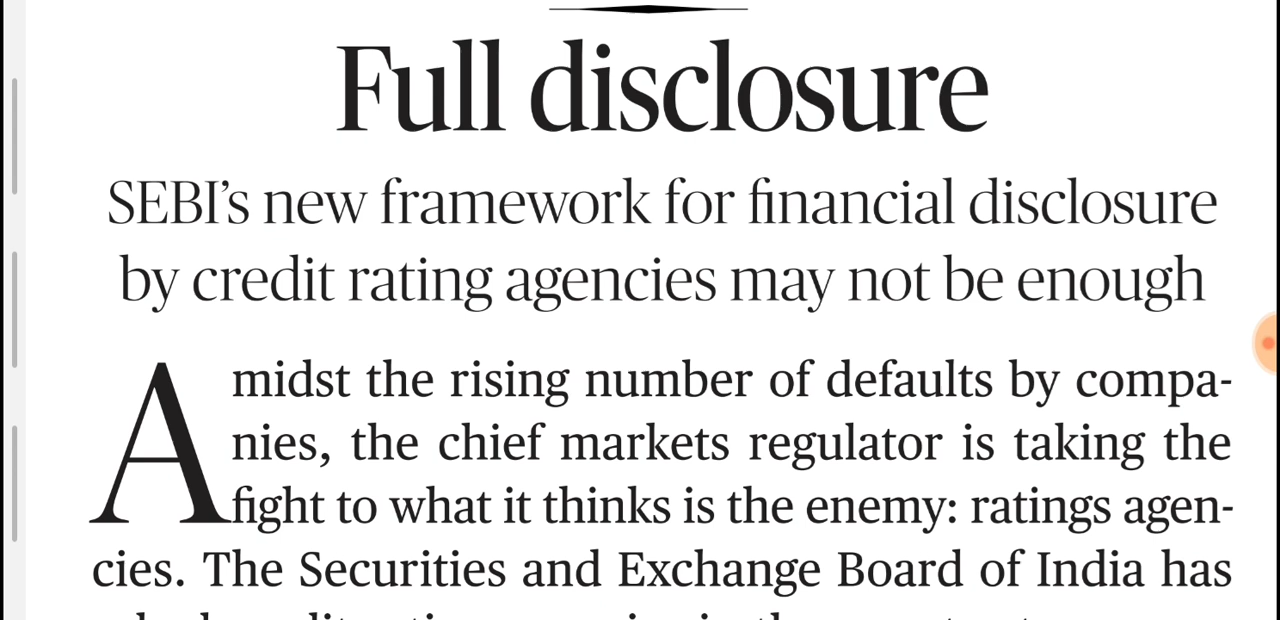 Full disclosure
SEBI’s new framework for financial disclosure
by credit rating agencies may not be enough
Amidst the rising number of defaults by compa-
nies, the chief markets regulator is taking the
fight to what it thinks is the enemy: ratings agen-
cies. The Securities and Exchange Board of India has